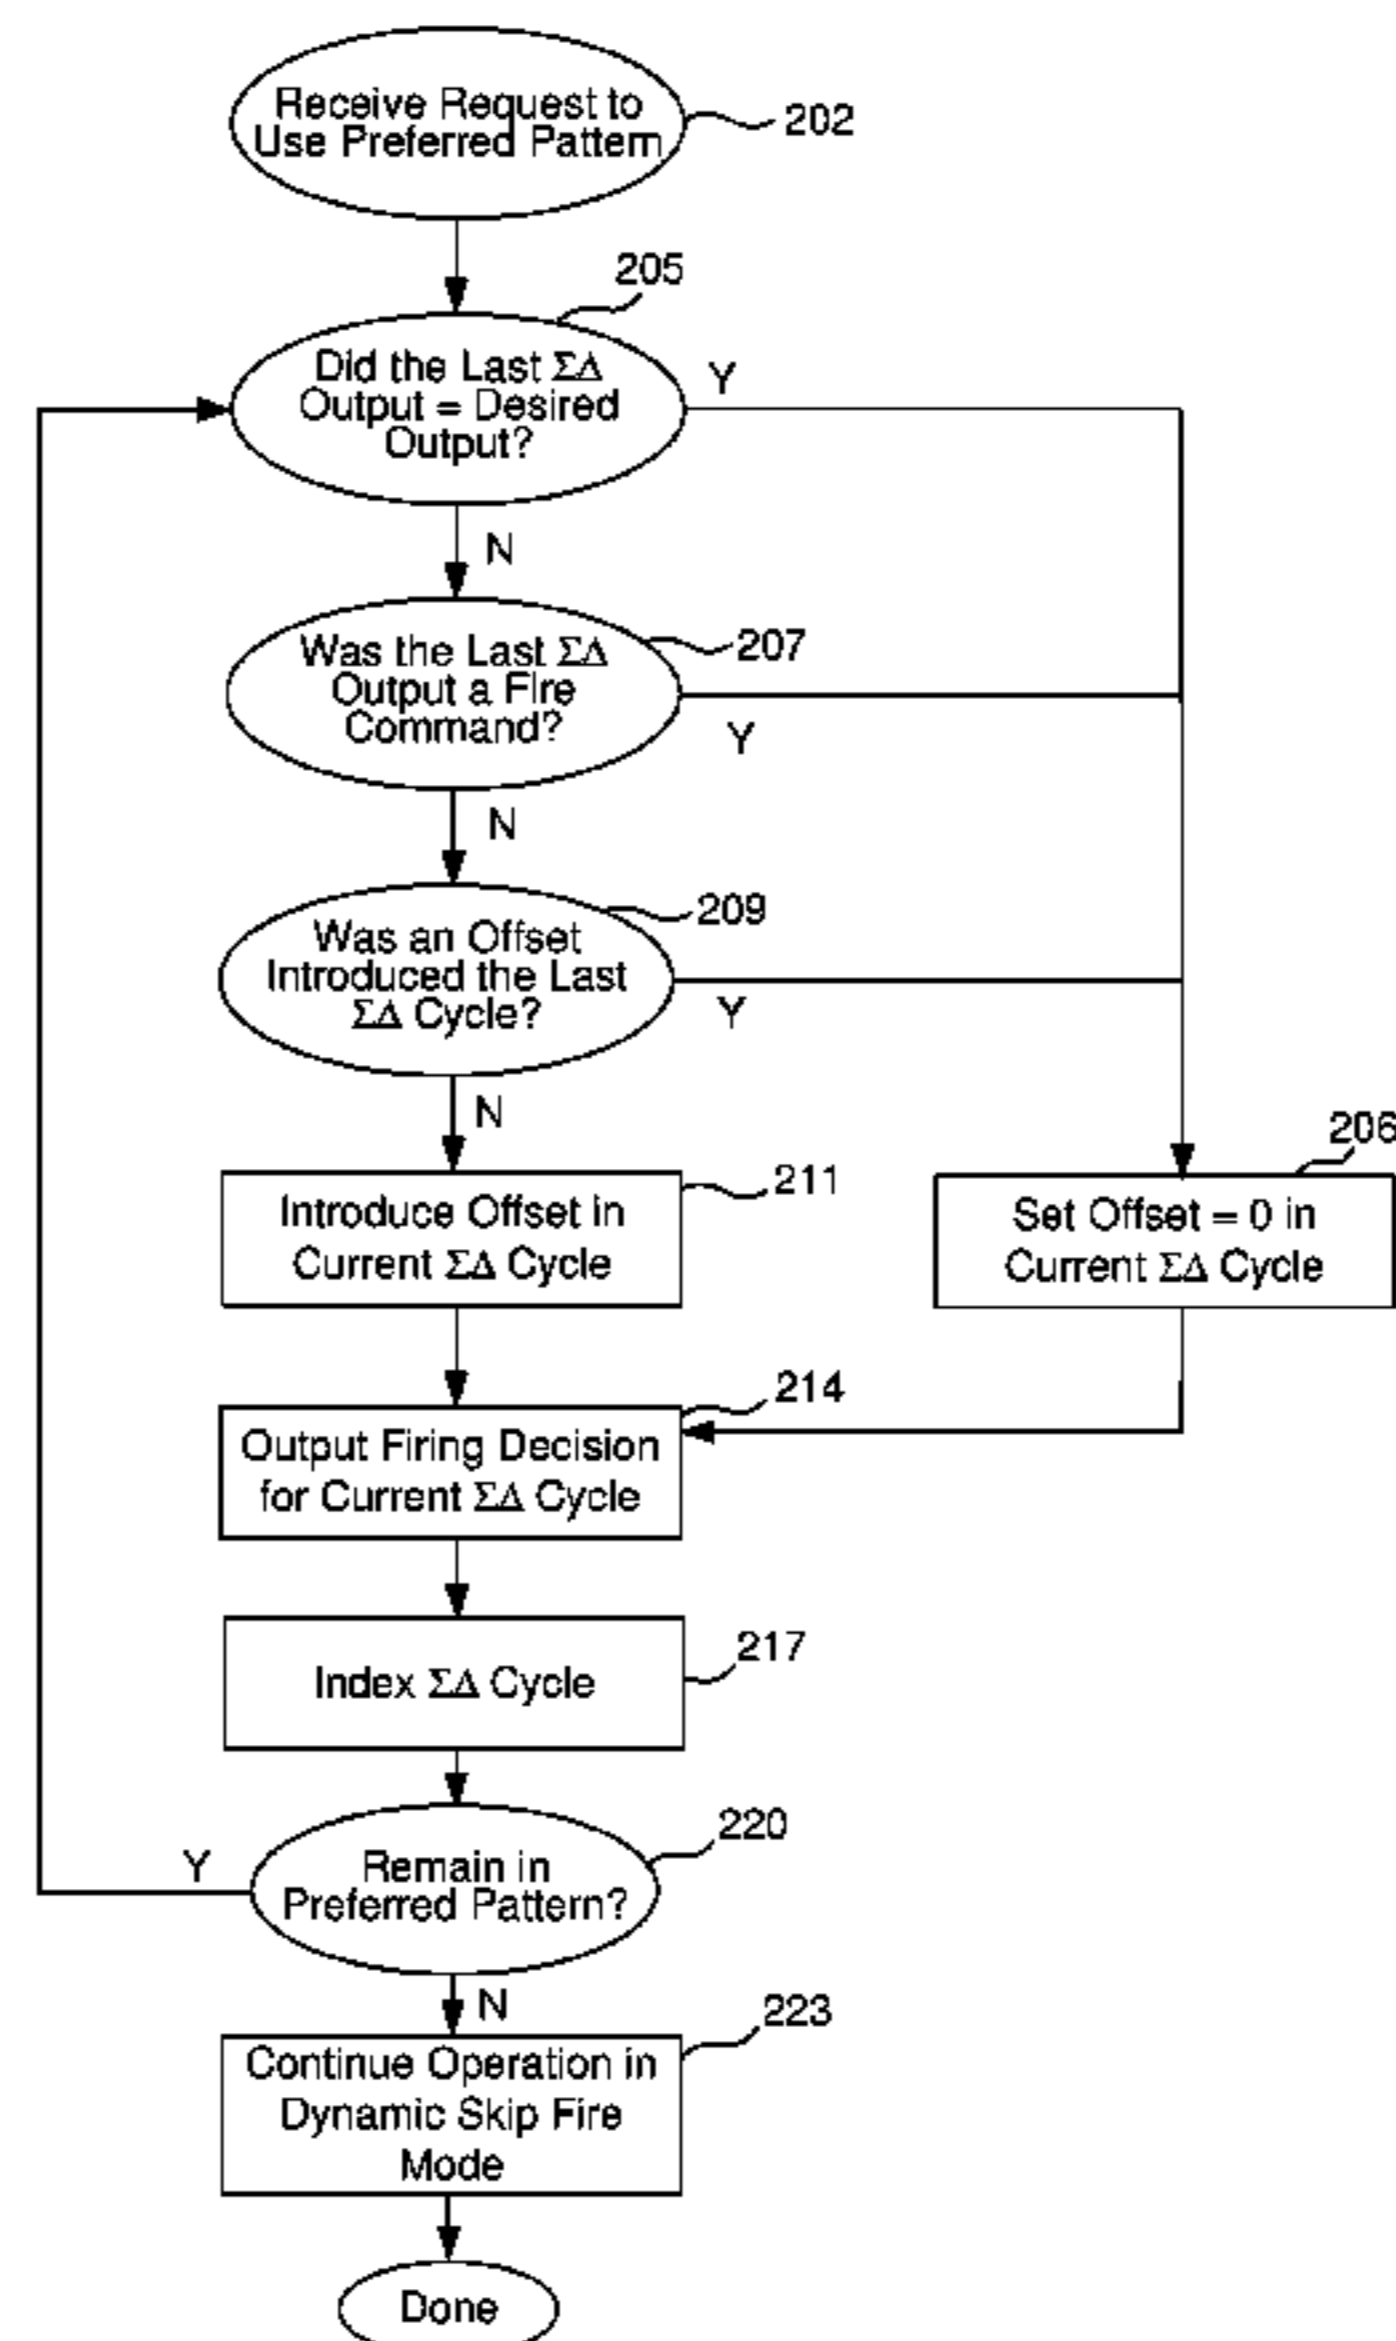 Receive Request to
Use Preferred Pattern
202
205
Did the Last ΣΔ
Output = Desired
Output?
Y
N
Was the Last ΣΔ
Output a Fire
Command?
207
Y
N
209
Was an Offset
Introduced the Last
ΣΔ Cycle?
Y
N
206
211
Introduce Offset in
Current ΣΔ Cycle
Set Offset = 0 in
Current ΣΔ Cycle
214
Output Firing Decision
for Current ΣΔ Cycle
217
Index ΣΔ Cycle
220
Y
Remain in
Preferred Pattern?
N
223
Continue Operation in
Dynamic Skip Fire
Mode
Done